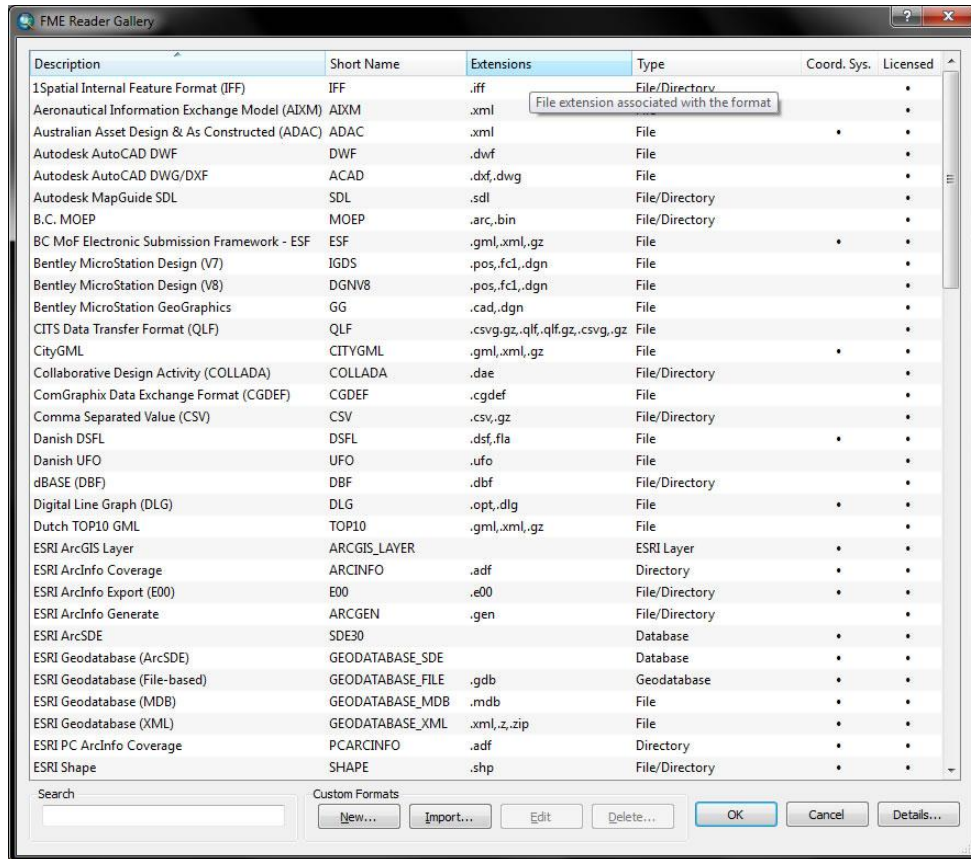 FME Reader Gallery
Description Short Name Extensions Type Coord. Sys. Licensed
1Spatial Internal Feature Format (IFF) IFF .iff File/Directory •
File extension associated with the format
Aeronautical Information Exchange Model (AIXM) AIXM .xml •
Australian Asset Design & As Constructed (ADAC) ADAC .xml File • •
Autodesk AutoCAD DWF DWF .dwf File •
Autodesk AutoCAD DWG/DXF ACAD .dxf,.dwg File •
Autodesk MapGuide SDL SDL .sdl File/Directory •
B.C. MOEP MOEP .arc,.bin File/Directory •
BC MoF Electronic Submission Framework - ESF ESF .gml,.xml,.gz File • •
Bentley MicroStation Design (V7) IGDS .pos,.fc1,.dgn File •
Bentley MicroStation Design (V8) DGNV8 .pos,.fc1,.dgn File •
Bentley MicroStation GeoGraphics GG .cad,.dgn File •
CITS Data Transfer Format (QLF) QLF .csvg.gz,.qlf,.qlf.gz,.csvg,.gz File •
CityGML CITYGML .gml,.xml,.gz File • •
Collaborative Design Activity (COLLADA) COLLADA .dae File/Directory •
ComGraphix Data Exchange Format (CGDEF) CGDEF .cgdef File •
Comma Separated Value (CSV) CSV .csv,.gz File/Directory •
Danish DSFL DSFL .dsf,.fla File • •
Danish UFO UFO .ufo File •
dBASE (DBF) DBF .dbf File/Directory •
Digital Line Graph (DLG) DLG .opt,.dlg File • •
Dutch TOP10 GML TOP10 .gml,.xml,.gz File •
ESRI ArcGIS Layer ARCGIS_LAYER ESRI Layer • •
ESRI ArcInfo Coverage ARCINFO .adf Directory • •
ESRI ArcInfo Export (E00) E00 .e00 File/Directory • •
ESRI ArcInfo Generate ARCGEN .gen File/Directory •
ESRI ArcSDE SDE30 Database • •
ESRI Geodatabase (ArcSDE) GEODATABASE_SDE Database • •
ESRI Geodatabase (File-based) GEODATABASE_FILE .gdb Geodatabase • •
ESRI Geodatabase (MDB) GEODATABASE_MDB .mdb File • •
ESRI Geodatabase (XML) GEODATABASE_XML .xml,.z,.zip File • •
ESRI PC ArcInfo Coverage PCARCINFO .adf Directory • •
ESRI Shape SHAPE .shp File/Directory • •
Search Custom Formats
New... Import... Edit Delete... OK Cancel Details...